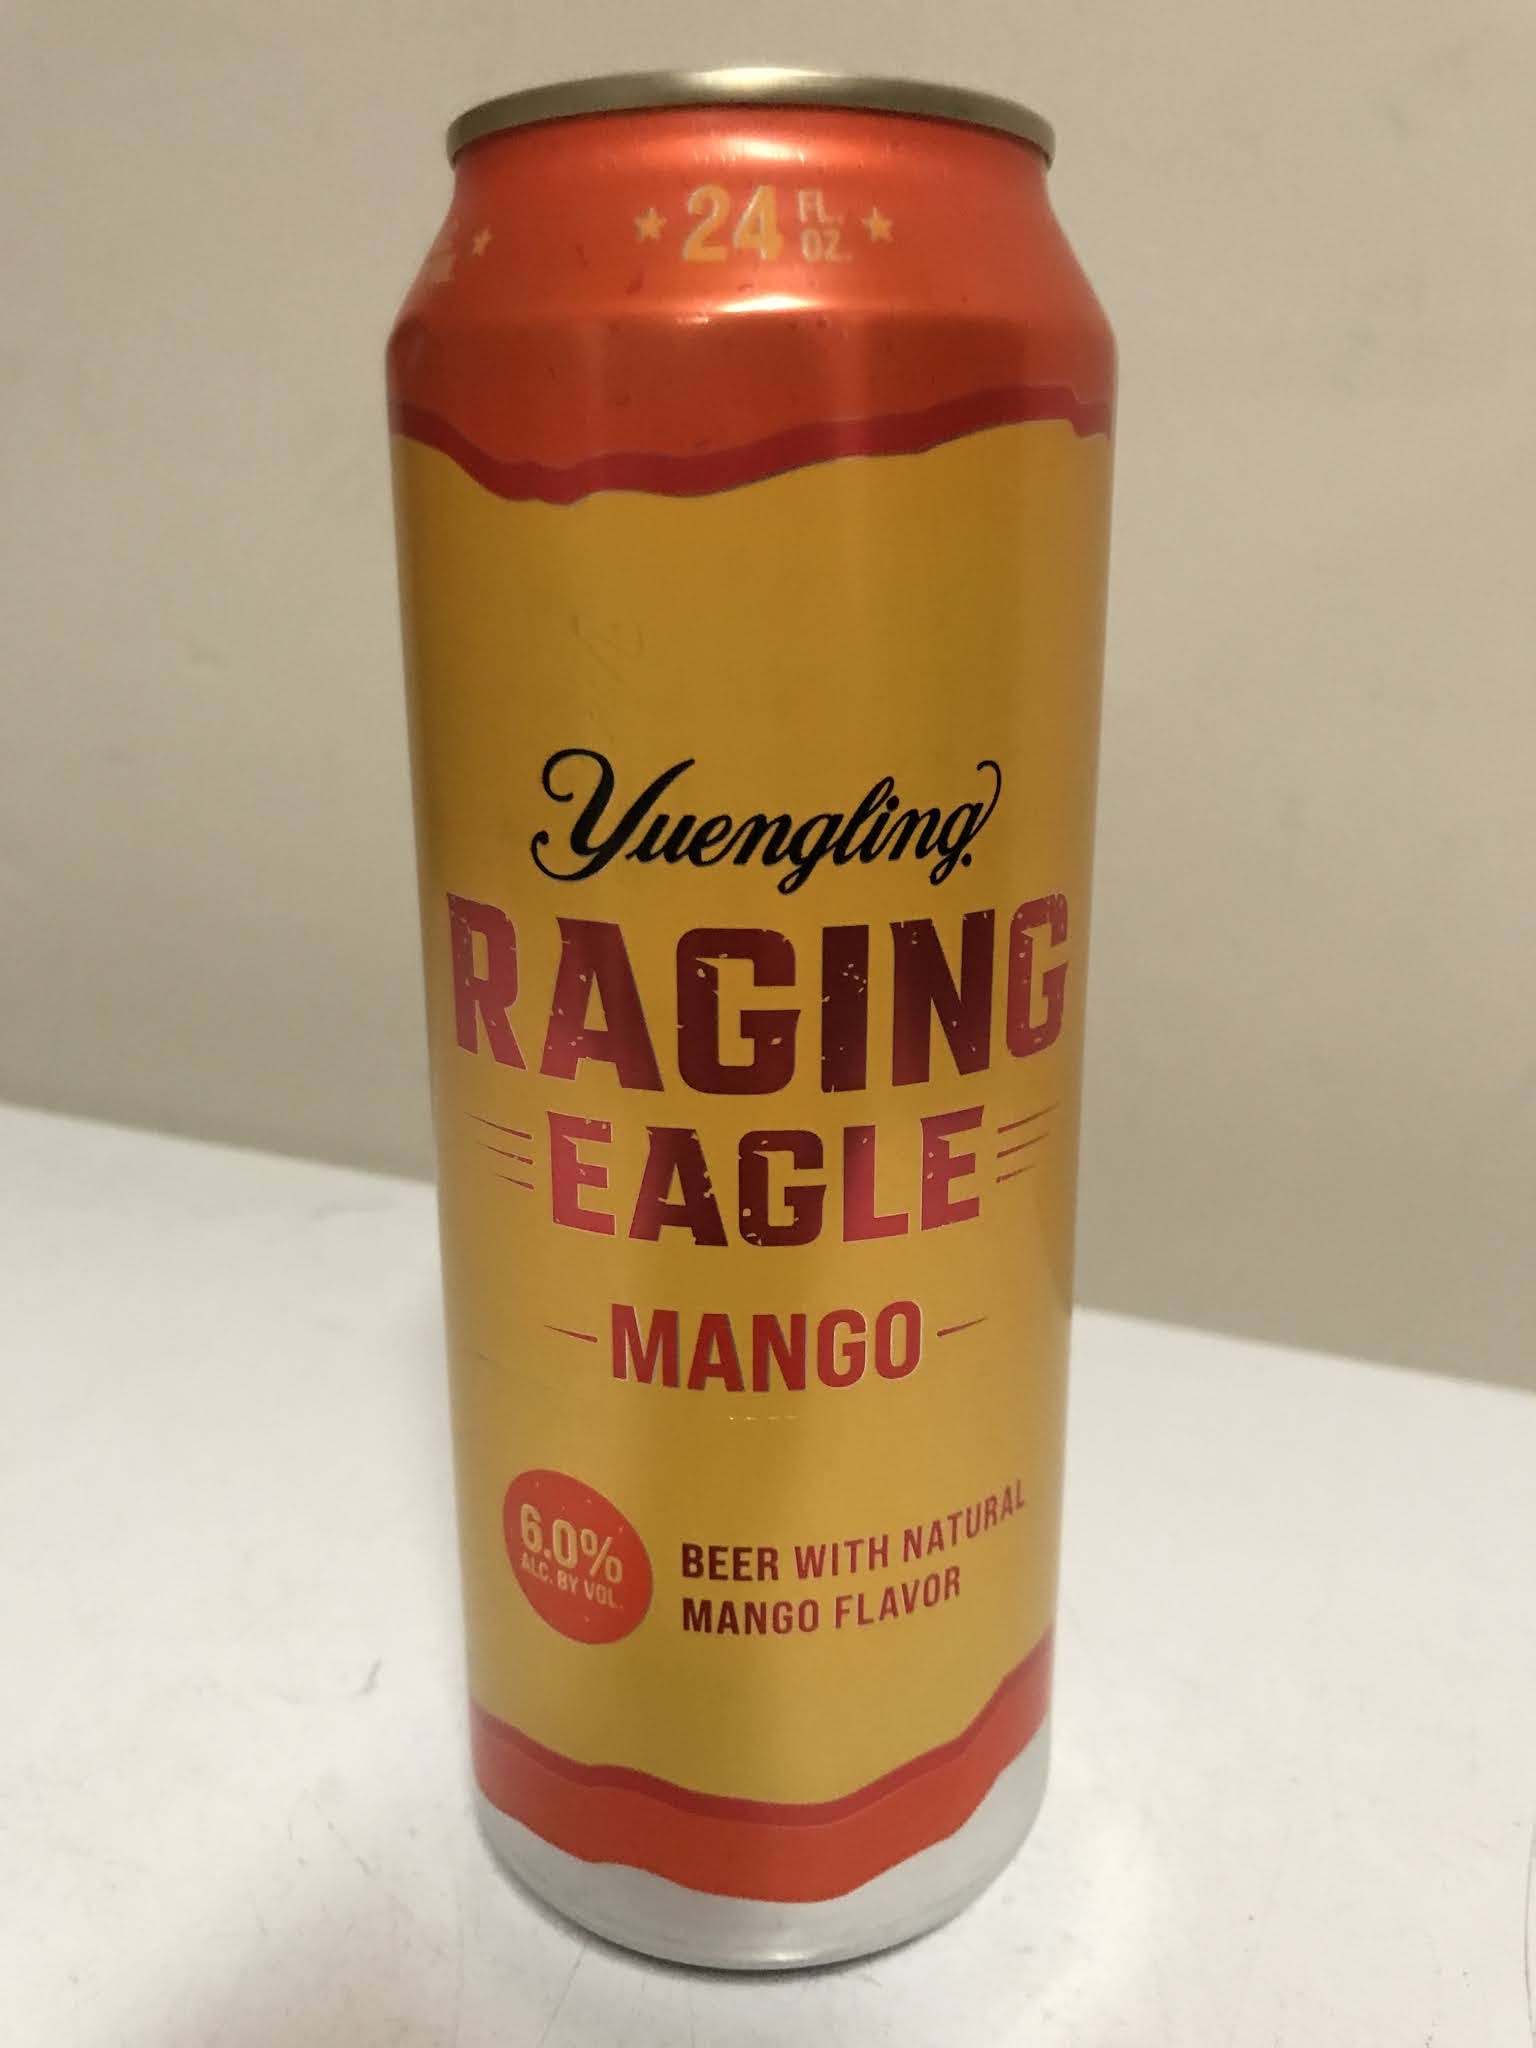 24 FL. OZ.
Yuengling
RAGING
EAGLE
MANGO
6.0%
ALC. BY VOL.
BEER WITH NATURAL
MANGO FLAVOR